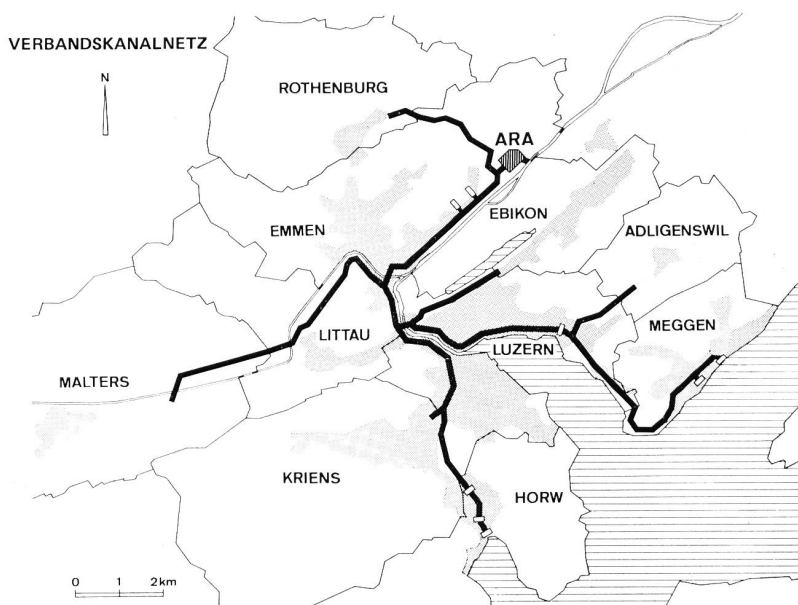 VERBANDSKANALNETZ
N
ROTHENBURG
ARA
EMMEN
EBIKON
ADLIGENSWIL
LITTAU
LUZERN
MEGGEN
MALTERS
KRIENS
HORW
0 1 2km